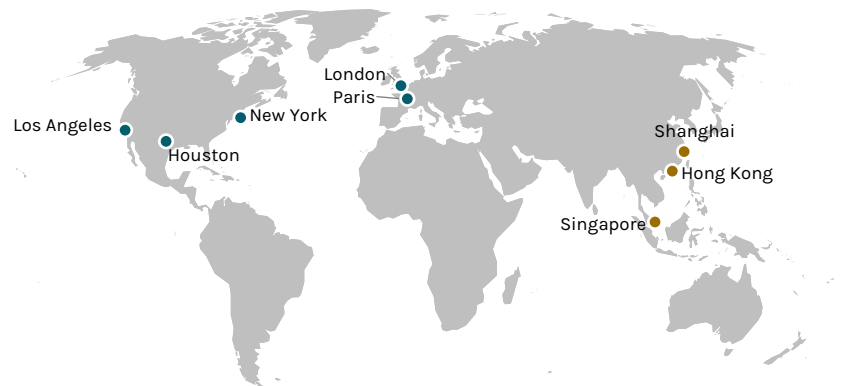 London
Paris
New York
Los Angeles
Houston
Shanghai
Hong Kong
Singapore